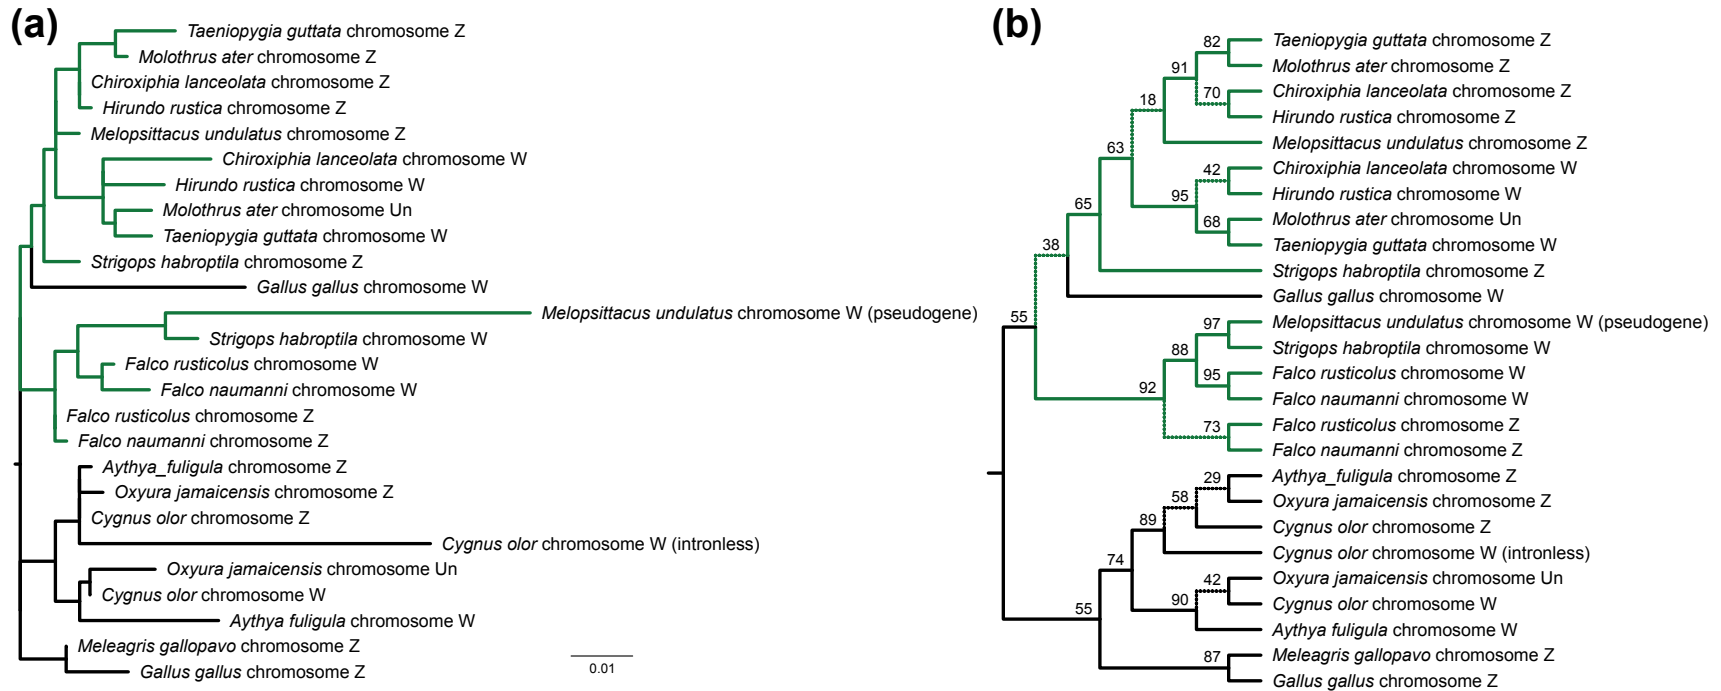 (a)
Taeniopygia guttata chromosome Z
Molothrus ater chromosome Z
Chiroxiphia lanceolata chromosome Z
Hirundo rustica chromosome Z
Melopsittacus undulatus chromosome Z
Chiroxiphia lanceolata chromosome W
Hirundo rustica chromosome W
Molothrus ater chromosome Un
Taeniopygia guttata chromosome W
Strigops habroptila chromosome Z
Gallus gallus chromosome W
Melopsittacus undulatus chromosome W (pseudogene)
Strigops habroptila chromosome W
Falco rusticolus chromosome W
Falco naumanni chromosome W
Falco rusticolus chromosome Z
Falco naumanni chromosome Z
Aythya_fuligula chromosome Z
Oxyura jamaicensis chromosome Z
Cygnus olor chromosome Z
Cygnus olor chromosome W (intronless)
Oxyura jamaicensis chromosome Un
Cygnus olor chromosome W
Aythya fuligula chromosome W
Meleagris gallopavo chromosome Z
Gallus gallus chromosome Z
0.01
(b)
82
Taeniopygia guttata chromosome Z
Molothrus ater chromosome Z
91
70
Chiroxiphia lanceolata chromosome Z
18
Hirundo rustica chromosome Z
Melopsittacus undulatus chromosome Z
63
42
Chiroxiphia lanceolata chromosome W
95
Hirundo rustica chromosome W
65
68
Molothrus ater chromosome Un
Taeniopygia guttata chromosome W
38
Strigops habroptila chromosome Z
Gallus gallus chromosome W
55
97
Melopsittacus undulatus chromosome W (pseudogene)
Strigops habroptila chromosome W
88
95
Falco rusticolus chromosome W
92
Falco naumanni chromosome W
73
Falco rusticolus chromosome Z
Falco naumanni chromosome Z
29
Aythya_fuligula chromosome Z
58
Oxyura jamaicensis chromosome Z
89
Cygnus olor chromosome Z
Cygnus olor chromosome W (intronless)
74
42
Oxyura jamaicensis chromosome Un
90
Cygnus olor chromosome W
55
Aythya fuligula chromosome W
87
Meleagris gallopavo chromosome Z
Gallus gallus chromosome Z